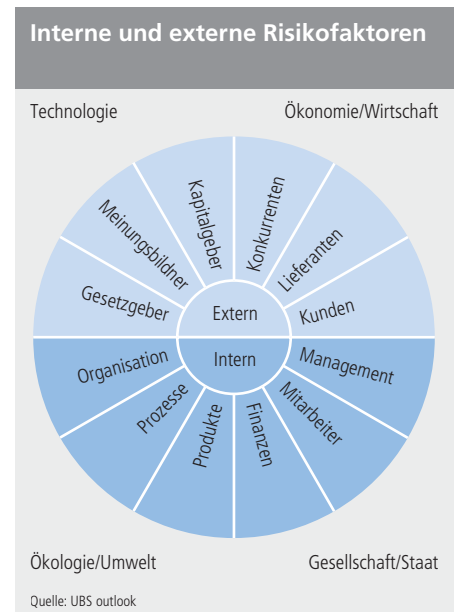 Interne und externe Risikofaktoren
Technologie
Ökonomie/Wirtschaft
Gesetzgeber
Meinungsbildner
Kapitalgeber
Konkurrenten
Lieferanten
Kunden
Extern
Intern
Organisation
Prozesse
Produkte
Finanzen
Mitarbeiter
Management
Ökologie/Umwelt
Gesellschaft/Staat
Quelle: UBS outlook